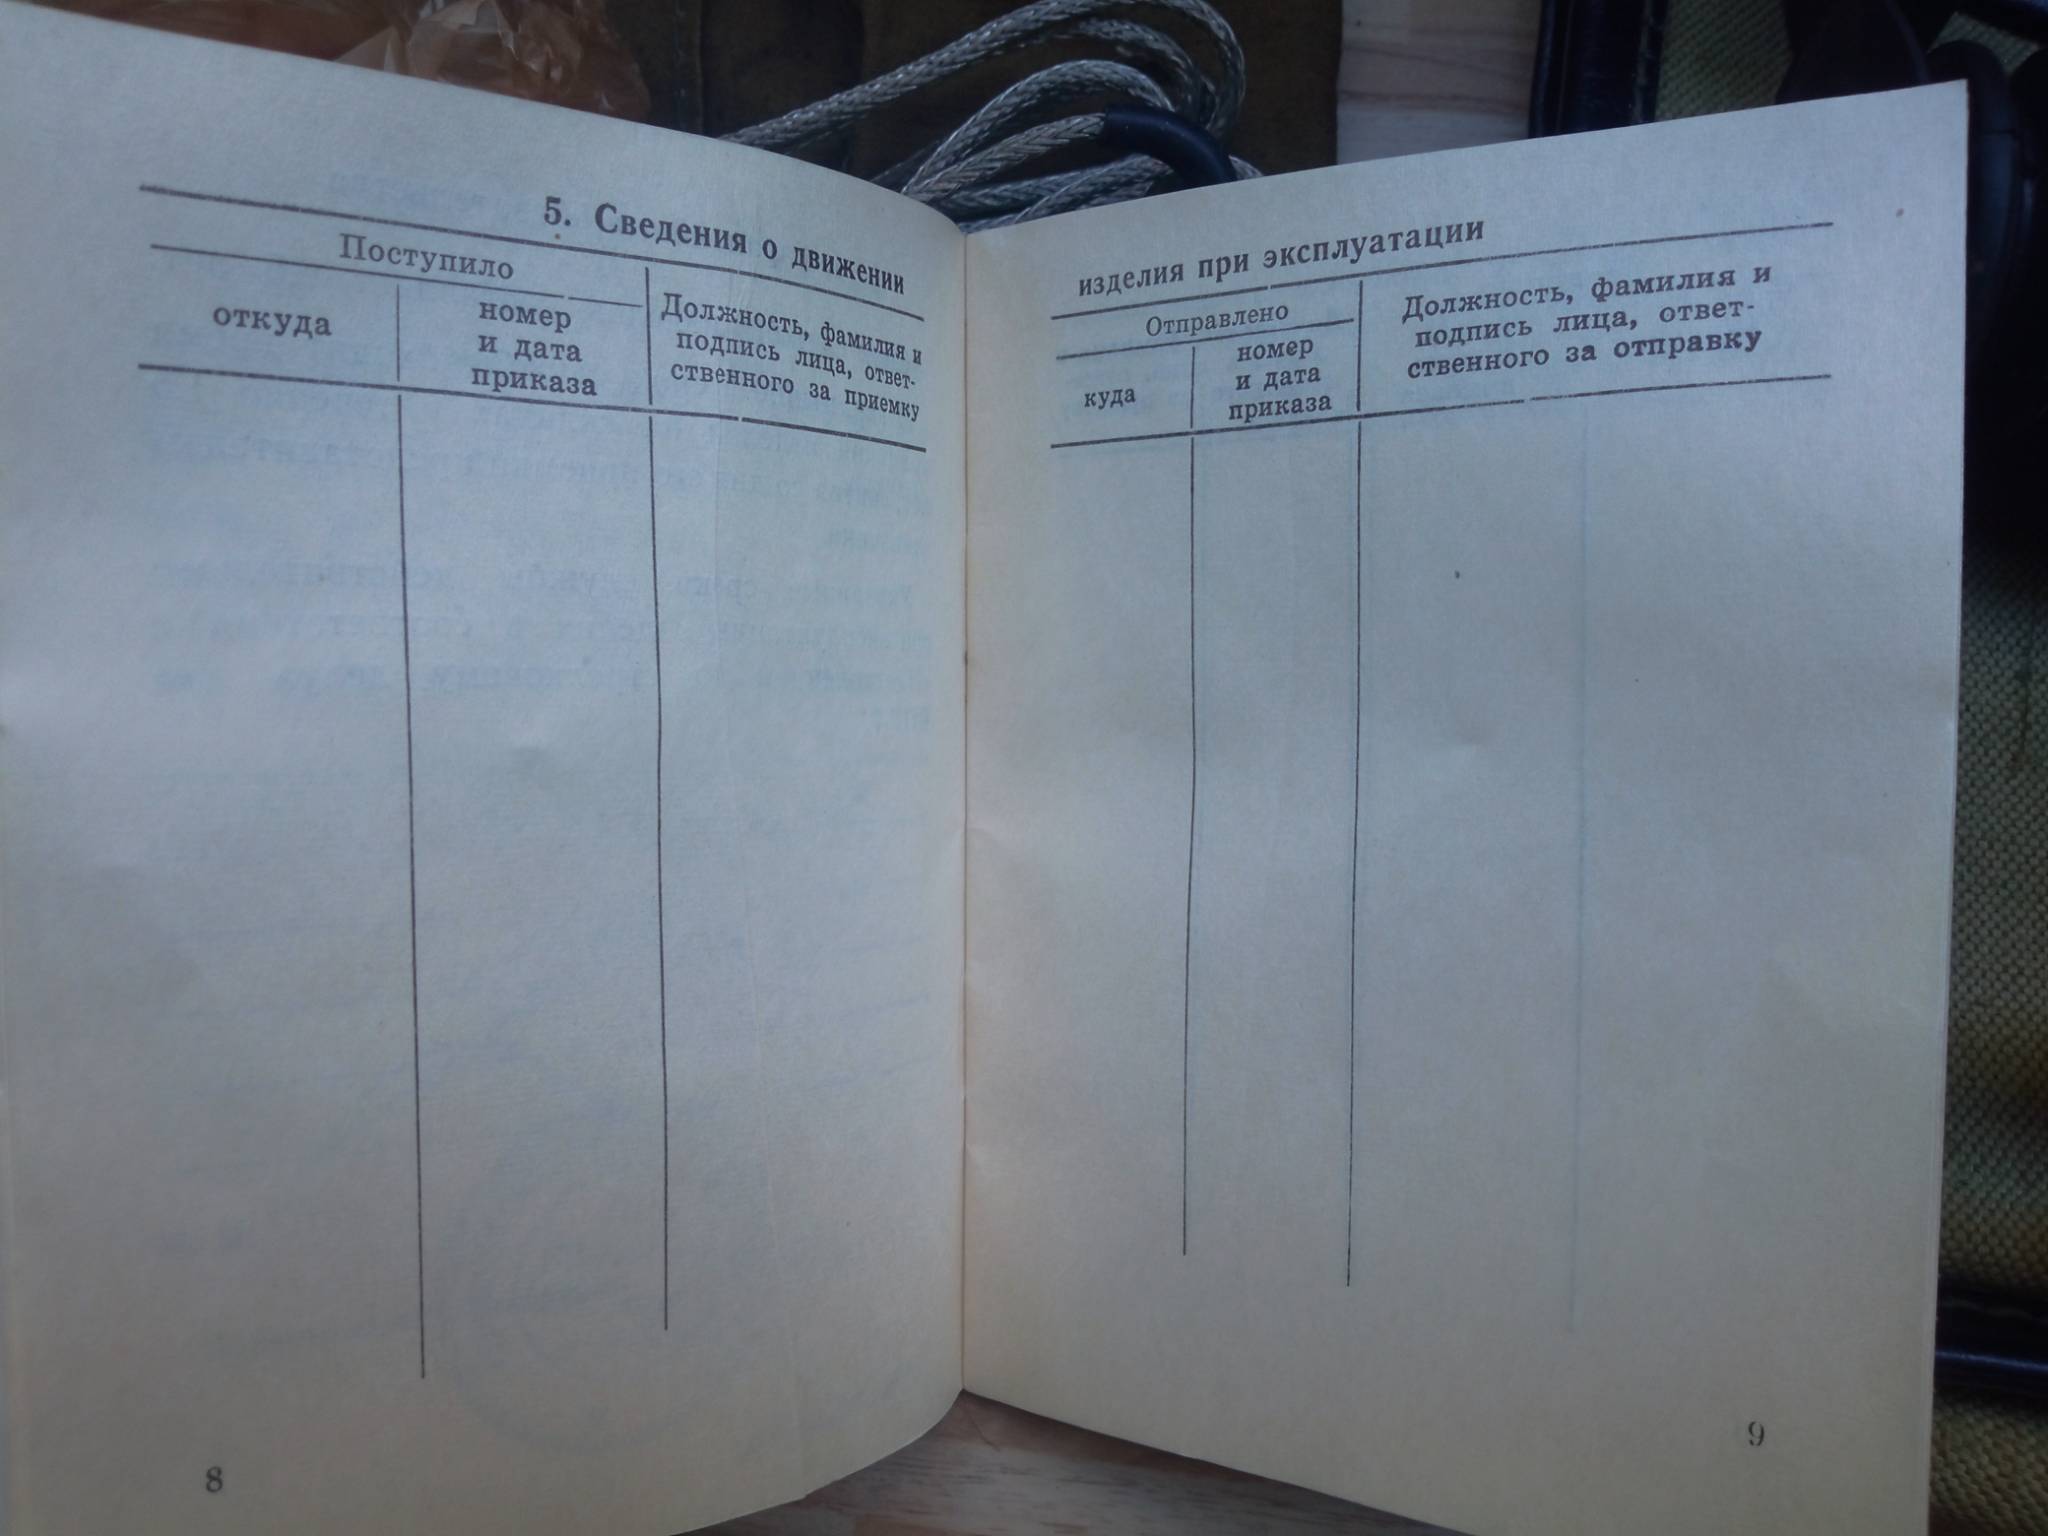 5. Сведения о движении
Поступило
откуда
номер
и дата
приказа
Должность, фамилия и
подпись лица, ответ-
ственного за приемку
8
изделия при эксплуатации
Отправлено
куда
номер
и дата
приказа
Должность, фамилия и
подпись лица, ответ-
ственного за отправку
9